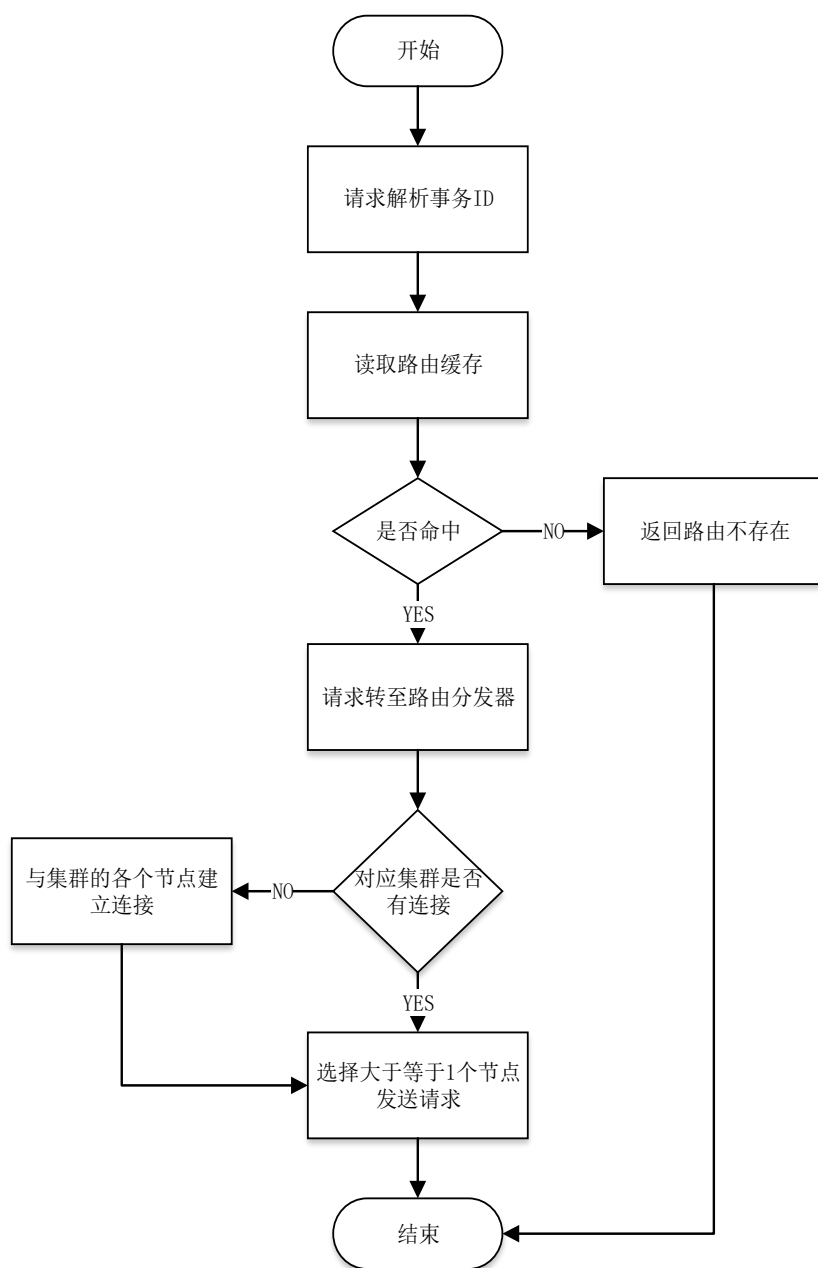 开始
请求解析事务ID
读取路由缓存
是否命中
NO
返回路由不存在
YES
请求转至路由分发器
对应集群是否
有连接
NO
与集群的各个节点建
立连接
YES
选择大于等于1个节点
发送请求
结束